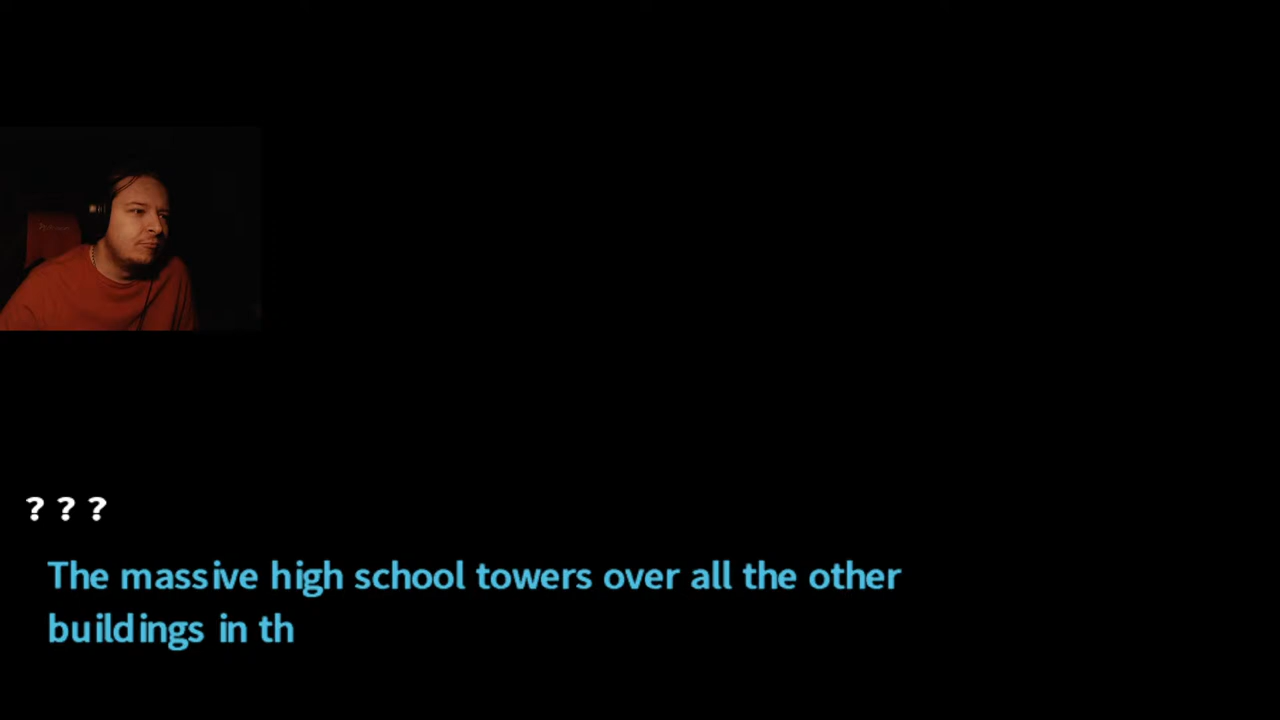 ? ? ?
The massive high school towers over all the other
buildings in th